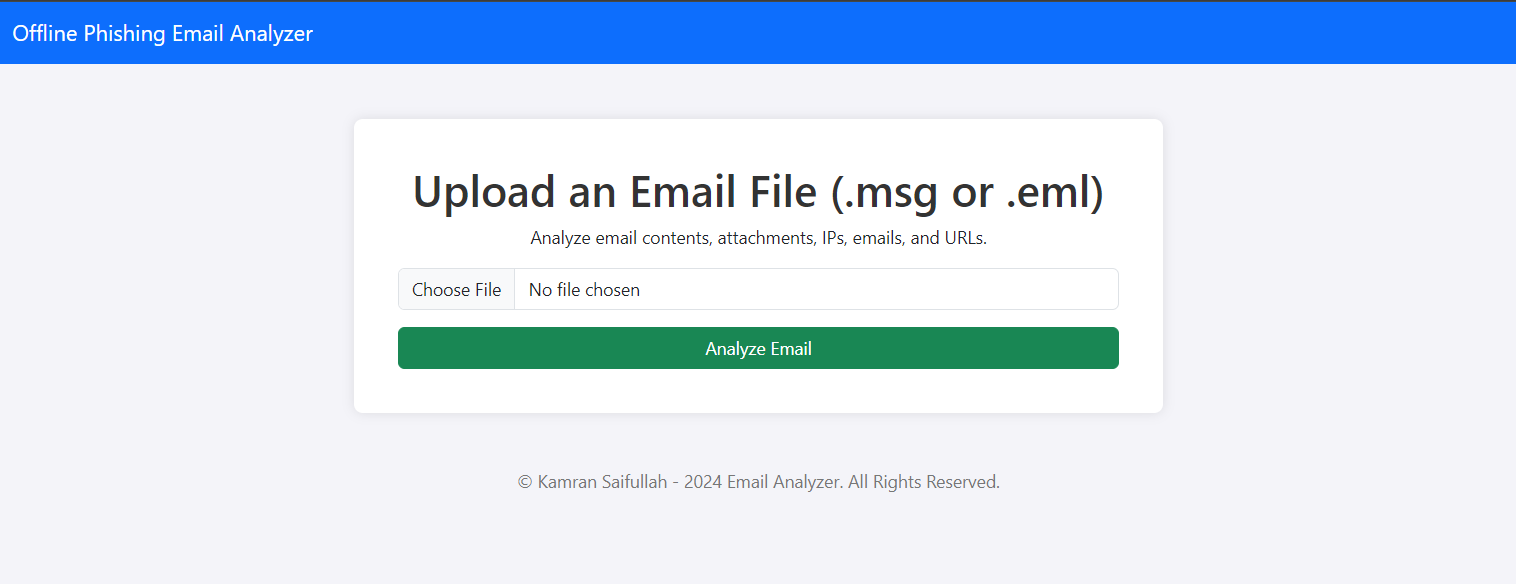 Offline Phishing Email Analyzer
Upload an Email File (.msg or .eml)
Analyze email contents, attachments, IPs, emails, and URLs.
Choose File No file chosen
Analyze Email
© Kamran Saifullah - 2024 Email Analyzer. All Rights Reserved.